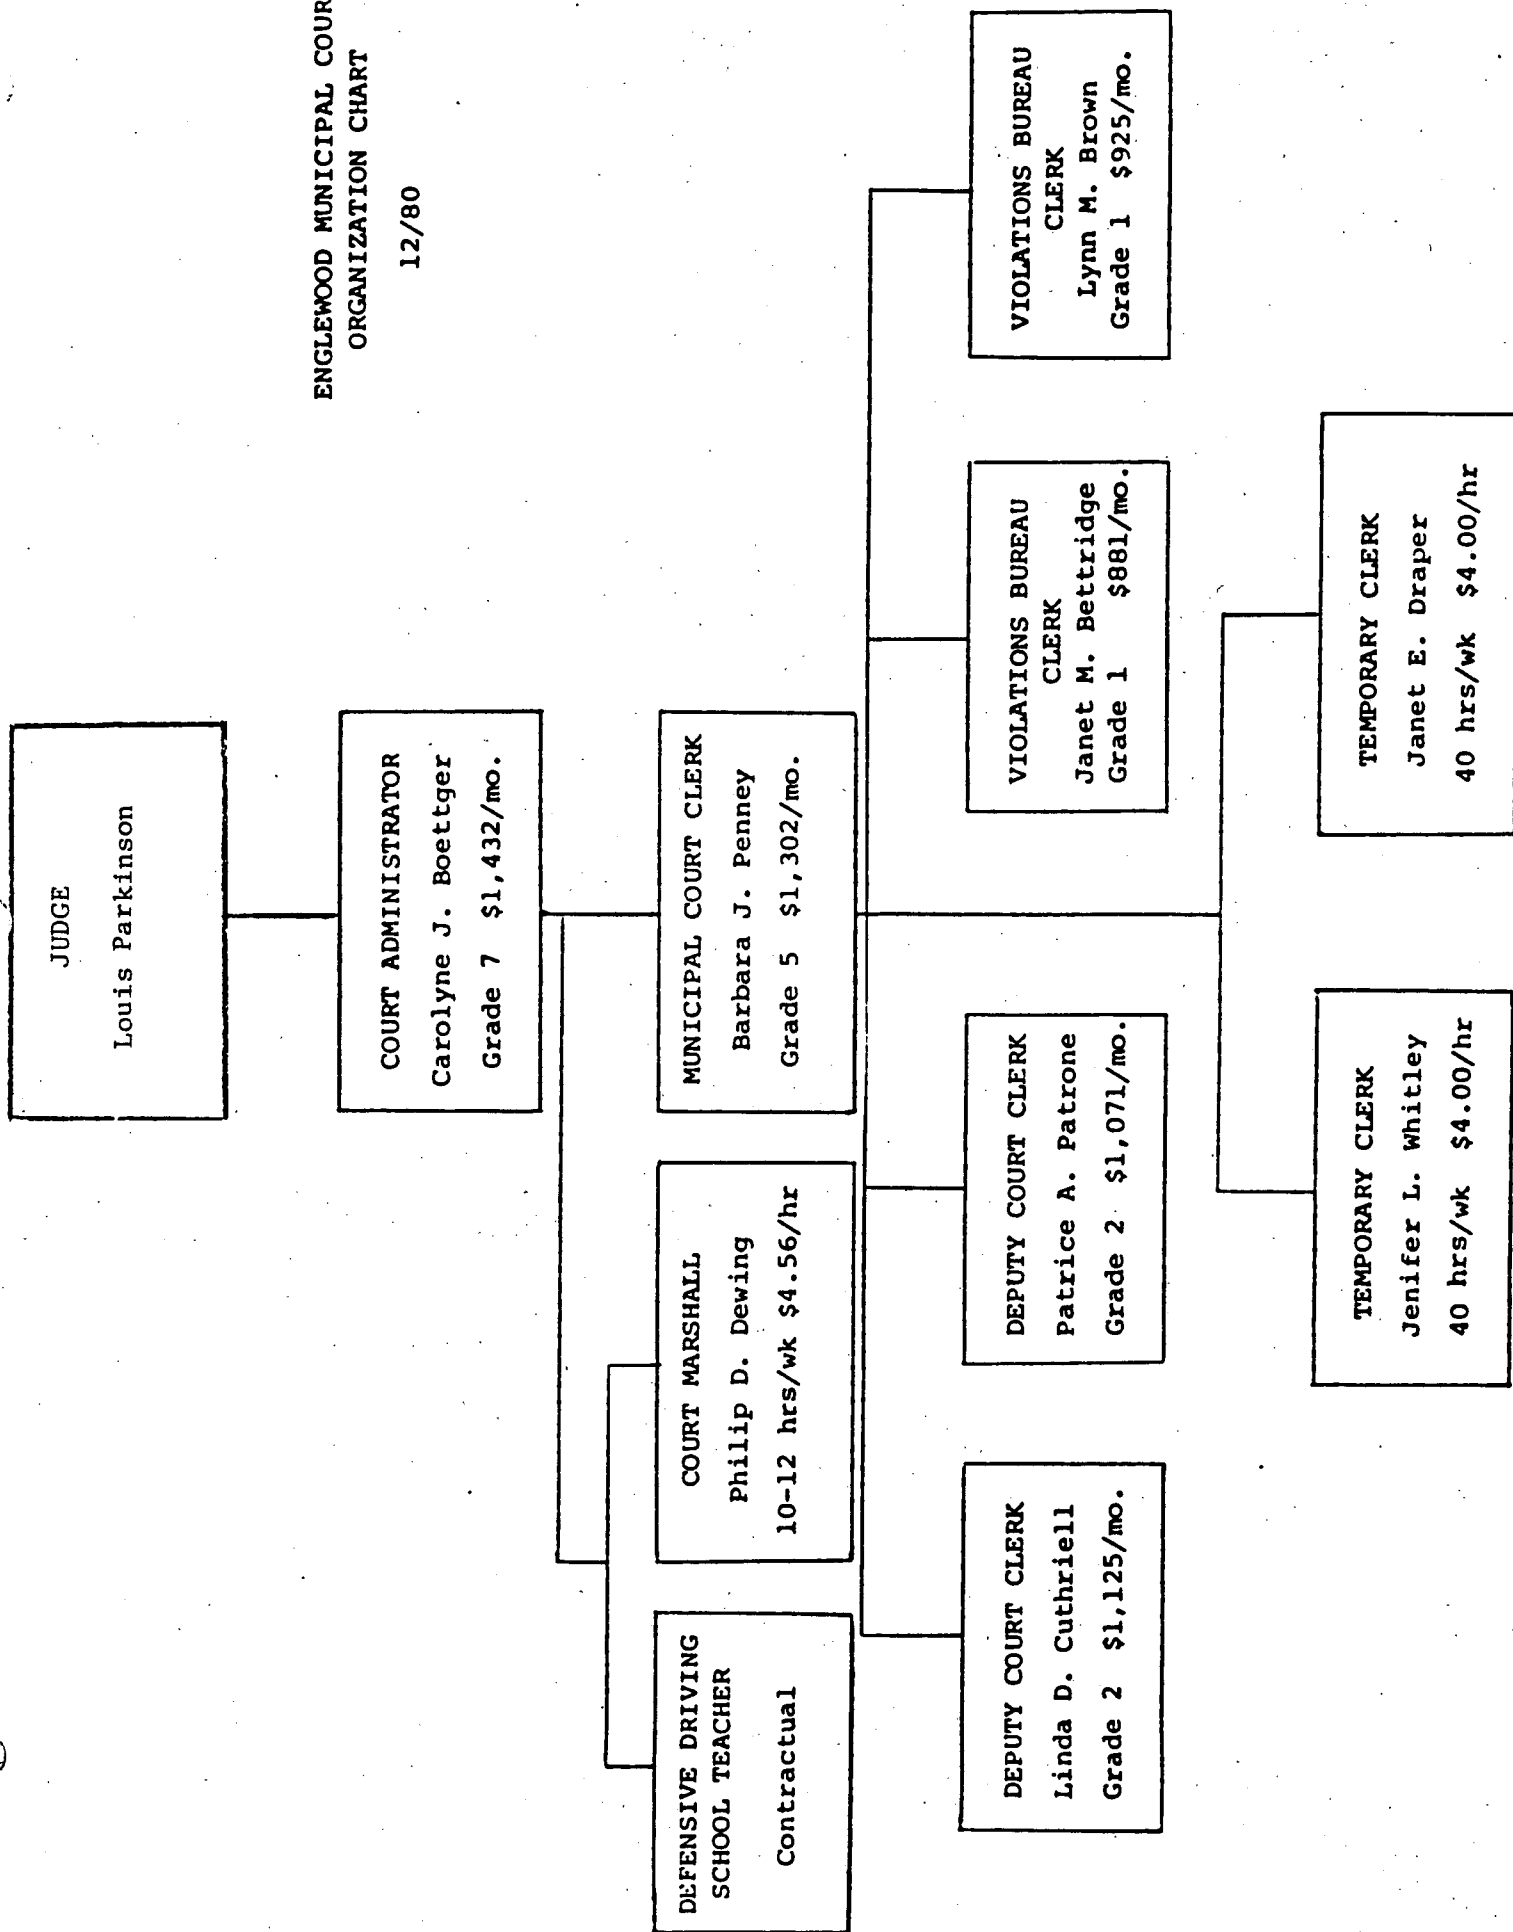 ENGLEWOOD MUNICIPAL COUR
ORGANIZATION CHART
12/80
JUDGE
Louis Parkinson
COURT ADMINISTRATOR
Carolyne J. Boettger
Grade 7 $1,432/mo.
DEFENSIVE DRIVING
SCHOOL TEACHER
Contractual
COURT MARSHALL
Philip D. Dewing
10-12 hrs/wk $4.56/hr
MUNICIPAL COURT CLERK
Barbara J. Penney
Grade 5 $1,302/mo.
DEPUTY COURT CLERK
Linda D. Cuthriell
Grade 2 $1,125/mo.
DEPUTY COURT CLERK
Patrice A. Patrone
Grade 2 $1,071/mo.
VIOLATIONS BUREAU
CLERK
Janet M. Bettridge
Grade 1 $881/mo.
VIOLATIONS BUREAU
CLERK
Lynn M. Brown
Grade 1 $925/mo.
TEMPORARY CLERK
Jenifer L. Whitley
40 hrs/wk $4.00/hr
TEMPORARY CLERK
Janet E. Draper
40 hrs/wk $4.00/hr